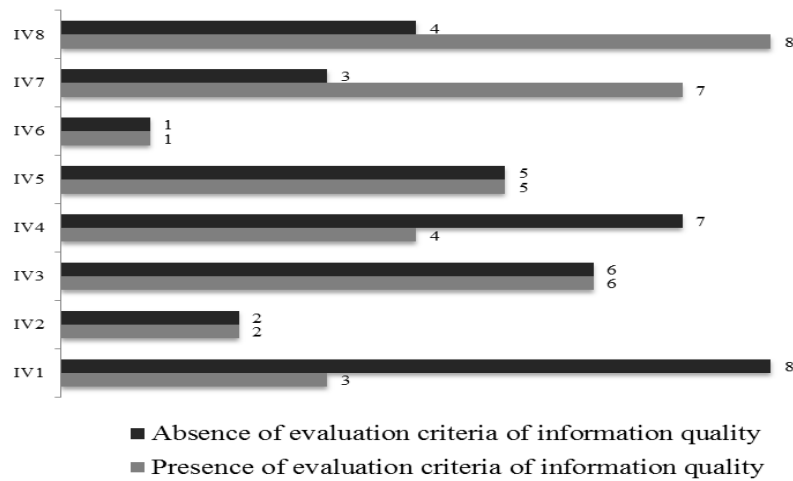 IV8
4
8
IV7
3
7
IV6
1
1
IV5
5
5
IV4
7
4
IV3
6
6
IV2
2
2
IV1
8
3
Absence of evaluation criteria of information quality
Presence of evaluation criteria of information quality